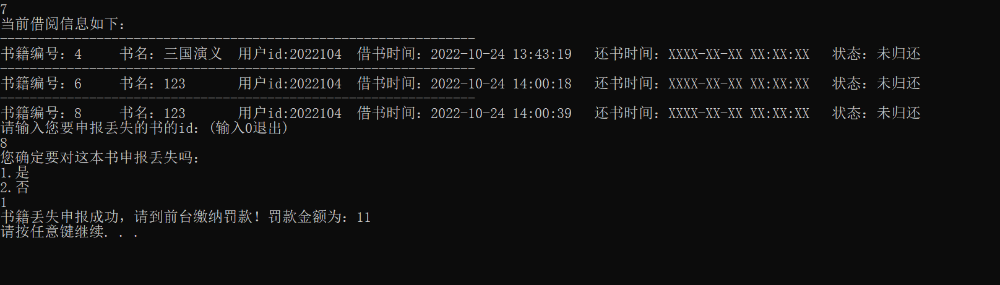 7
当前借阅信息如下：
----------------------------------------------------------------
书籍编号：4     书名：三国演义  用户id:2022104  借书时间：2022-10-24 13:43:19   还书时间：XXXX-XX-XX XX:XX:XX   状态：未归还
----------------------------------------------------------------
书籍编号：6     书名：123       用户id:2022104  借书时间：2022-10-24 14:00:18   还书时间：XXXX-XX-XX XX:XX:XX   状态：未归还
----------------------------------------------------------------
书籍编号：8     书名：123       用户id:2022104  借书时间：2022-10-24 14:00:39   还书时间：XXXX-XX-XX XX:XX:XX   状态：未归还
请输入您要申报丢失的书的id：(输入0退出)
8
您确定要对这本书申报丢失吗：
1.是
2.否
1
书籍丢失申报成功，请到前台缴纳罚款！罚款金额为：11
请按任意键继续. . .